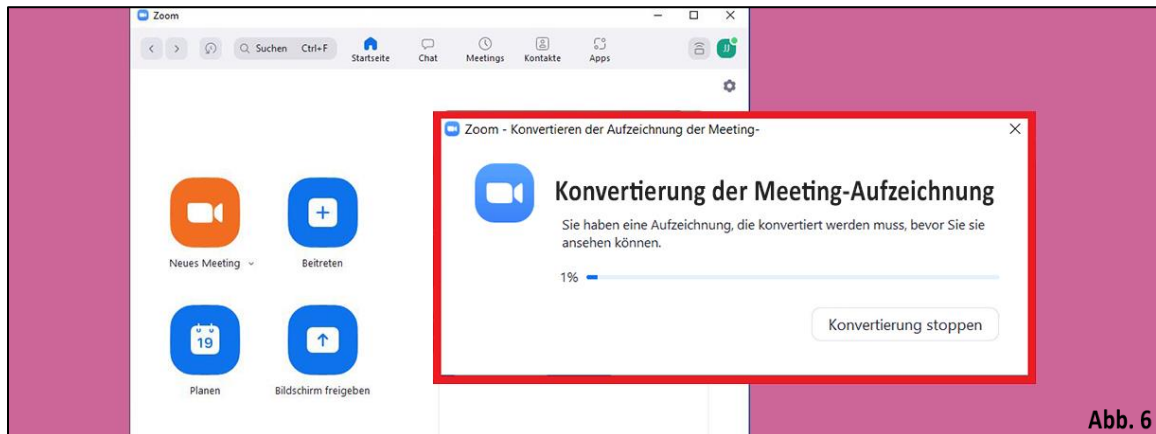 Zoom
Suchen Ctrl+F
Startseite
Chat
Meetings
Kontakte
Apps
JJ
Zoom - Konvertieren der Aufzeichnung der Meeting-
Konvertierung der Meeting-Aufzeichnung
Sie haben eine Aufzeichnung, die konvertiert werden muss, bevor Sie sie
ansehen können.
1%
Konvertierung stoppen
Neues Meeting
Beitreten
19
Planen
Bildschirm freigeben
Abb. 6